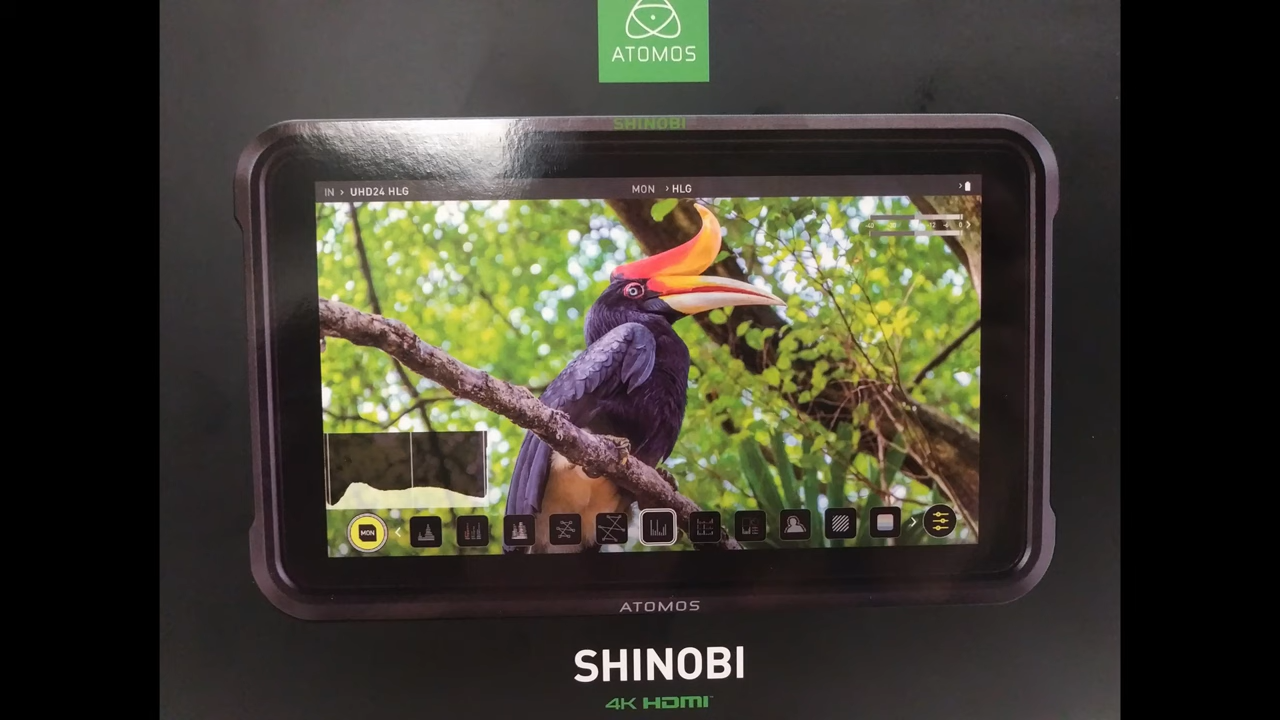 ATOMOS
SHINOBI
IN > UHD24 HLG
MON > HLG
MON
ATOMOS
SHINOBI
4K HDMI